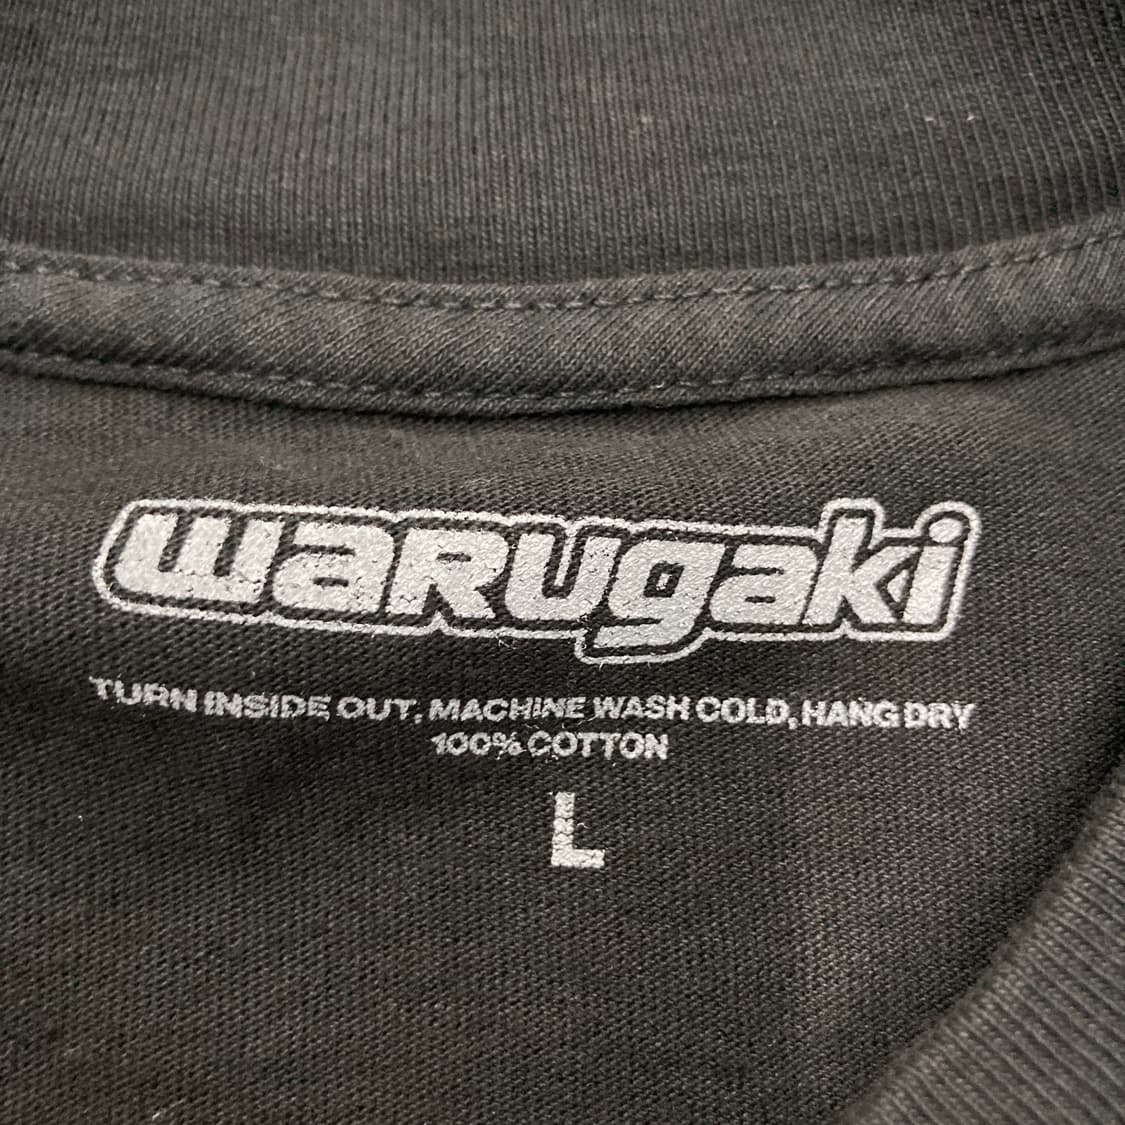 warugaki
TURN INSIDE OUT, MACHINE WASH COLD, HANG DRY
100% COTTON
L